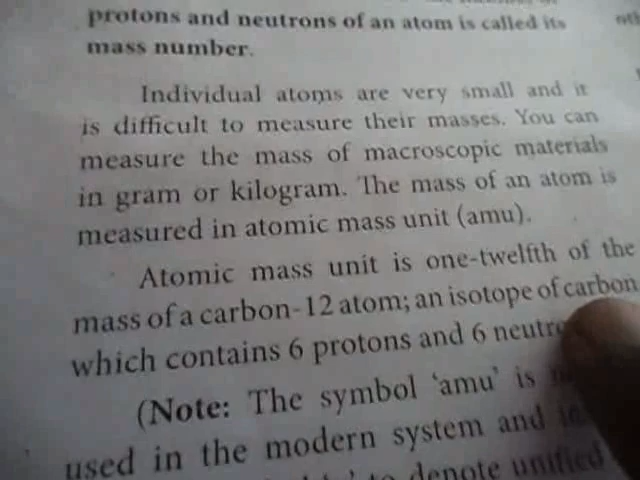 protons and neutrons of an atom is called its
mass number.
Individual atoms are very small and it
is difficult to measure their masses. You can
measure the mass of macroscopic materials
in gram or kilogram. The mass of an atom is
measured in atomic mass unit (amu).
Atomic mass unit is one-twelfth of the
mass of a carbon-12 atom; an isotope of carbon
which contains 6 protons and 6 neutro
(Note: The symbol 'amu' is
used in the modern system and
to denote unified